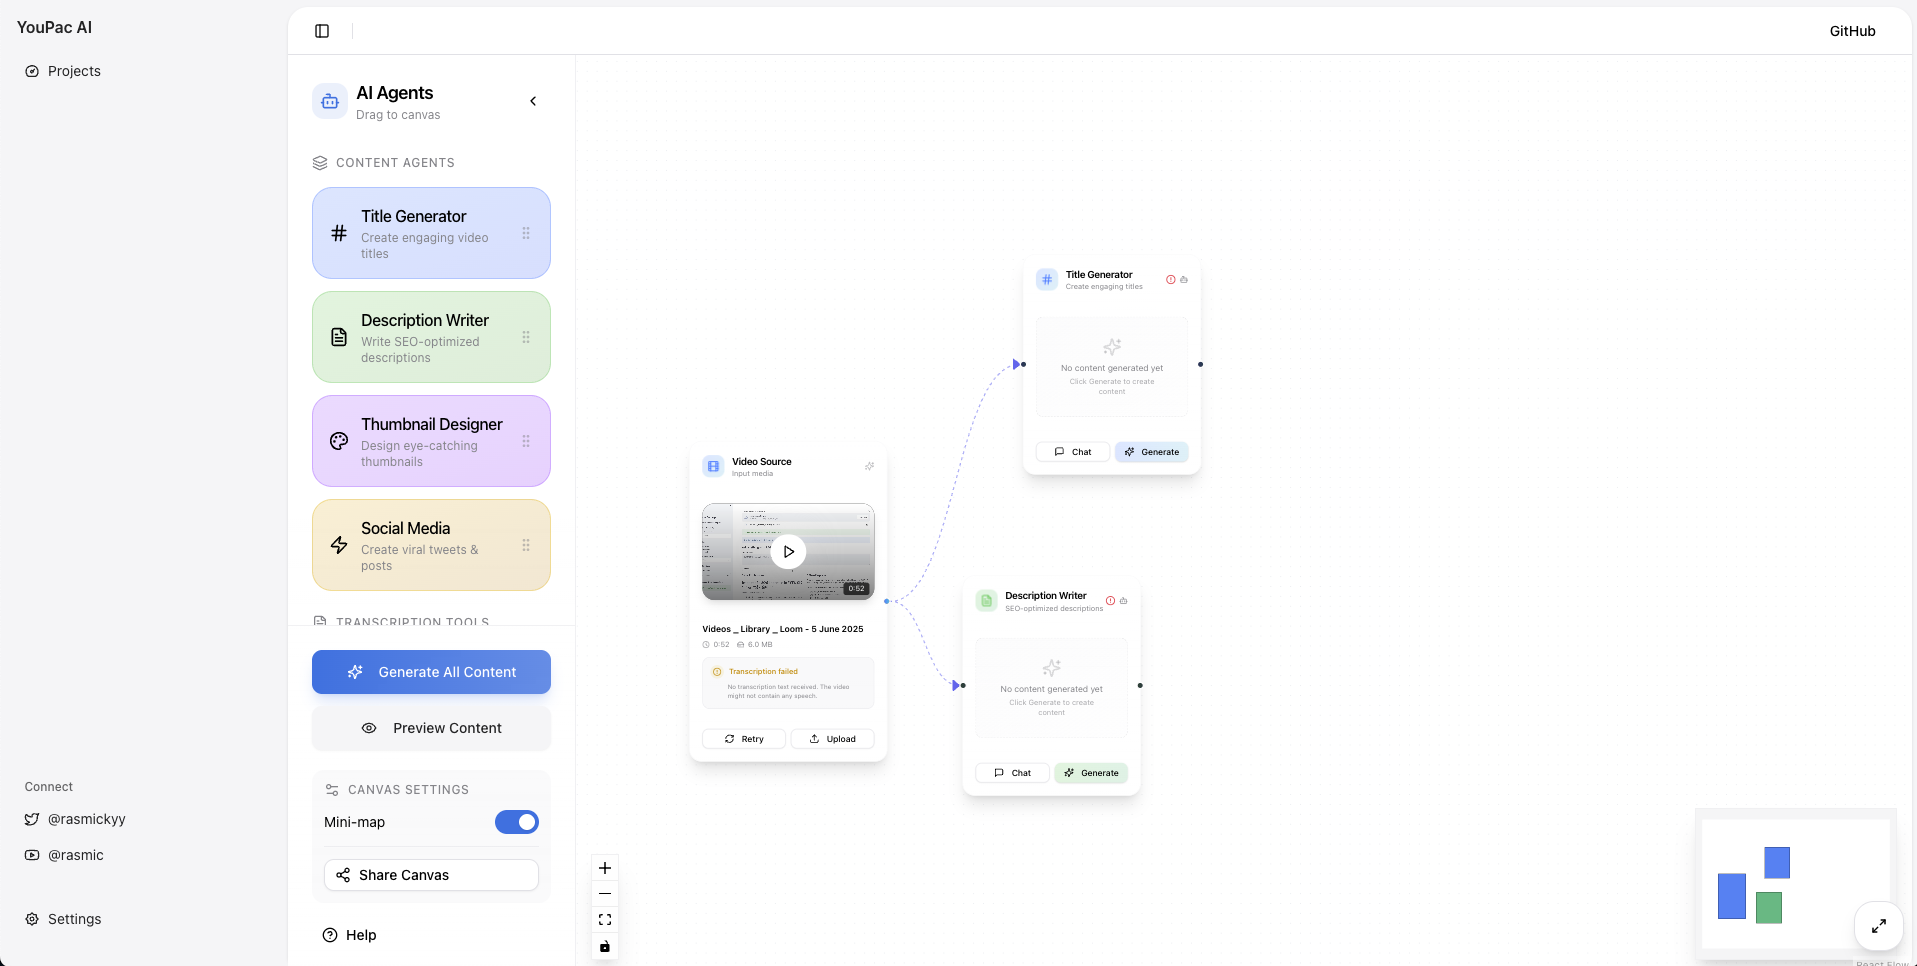 YouPac AI
Projects
Connect
@rasmickyy
@rasmic
Settings
GitHub
AI Agents
Drag to canvas
CONTENT AGENTS
Title Generator
Create engaging video
titles
Description Writer
Write SEO-optimized
descriptions
Thumbnail Designer
Design eye-catching
thumbnails
Social Media
Create viral tweets &
posts
TRANSCRIPTION TOOLS
Generate All Content
Preview Content
CANVAS SETTINGS
Mini-map
Share Canvas
Help
Video Source
Input media
0:52
Videos _ Library _ Loom - 5 June 2025
0:52 6.0 MB
Transcription failed
No transcription text received. The video
might not contain any speech.
Retry
Upload
Title Generator
Create engaging titles
No content generated yet
Click Generate to create
content
Chat
Generate
Description Writer
SEO-optimized descriptions
No content generated yet
Click Generate to create
content
Chat
Generate
React Flow